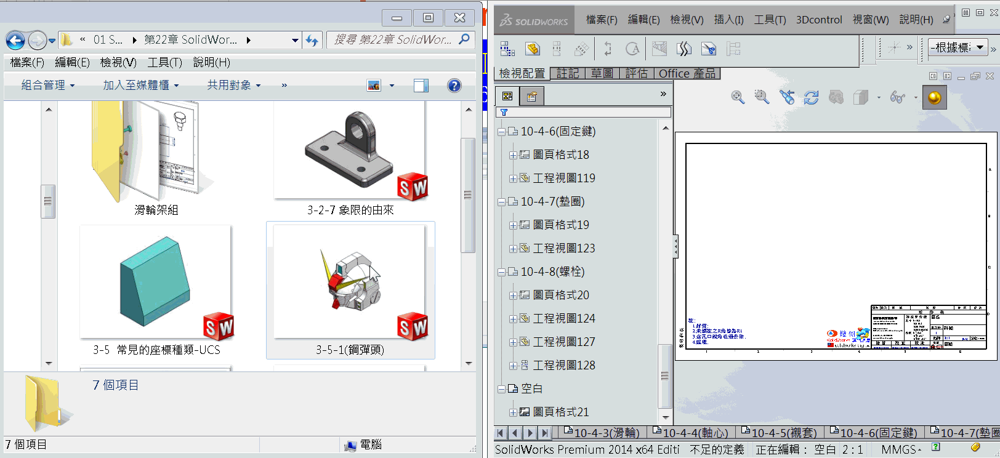 « 01 S... ▸ 第22章 SolidWor... ▸
搜尋 第22章 SolidWor...
檔案(F) 編輯(E) 檢視(V) 工具(T) 說明(H)
組合管理 加入至媒體櫃 共用對象 »
滑輪架組
3-2-7 象限的由來
3-5 常見的座標種類-UCS
3-5-1(鋼彈頭)
7 個項目
7 個項目
電腦
SOLIDWORKS 檔案(F) 編輯(E) 檢視(V) 插入(I) 工具(T) 3Dcontrol 視窗(W) 說明(H)
檢視配置 註記 草圖 評估 Office 產品
10-4-6(固定鍵)
圖頁格式18
工程視圖119
10-4-7(墊圈)
圖頁格式19
工程視圖123
10-4-8(螺栓)
圖頁格式20
工程視圖124
工程視圖127
工程視圖128
空白
圖頁格式21
10-4-3(滑輪) 10-4-4(軸心) 10-4-5(襯套) 10-4-6(固定鍵) 10-4-7(墊圈
SolidWorks Premium 2014 x64 Editi 不足的定義 正在編輯: 空白 2:1 MMGS